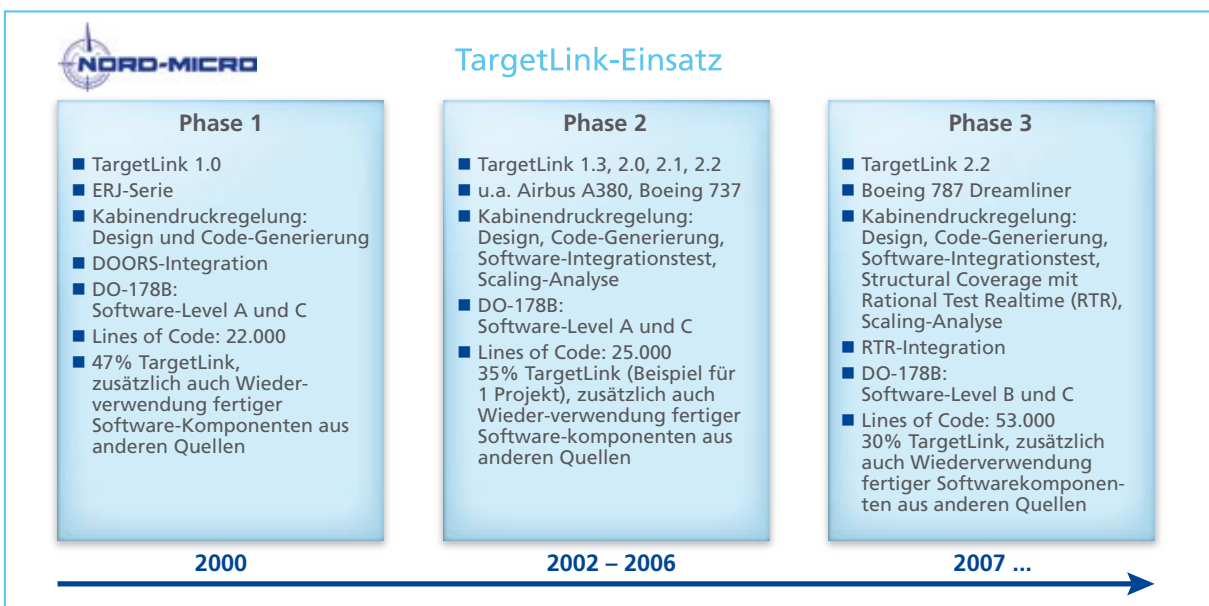 NORD-MICRO
TargetLink-Einsatz
Phase 1
■ TargetLink 1.0
■ ERJ-Serie
■ Kabinendruckregelung:
Design und Code-Generierung
■ DOORS-Integration
■ DO-178B:
Software-Level A und C
■ Lines of Code: 22.000
■ 47% TargetLink,
zusätzlich auch Wieder-
verwendung fertiger
Software-Komponenten aus
anderen Quellen
2000
Phase 2
■ TargetLink 1.3, 2.0, 2.1, 2.2
■ u.a. Airbus A380, Boeing 737
■ Kabinendruckregelung:
Design, Code-Generierung,
Software-Integrationstest,
Scaling-Analyse
■ DO-178B:
Software-Level A und C
■ Lines of Code: 25.000
35% TargetLink (Beispiel für
1 Projekt), zusätzlich auch
Wieder-verwendung fertiger
Software-komponenten aus
anderen Quellen
2002 – 2006
Phase 3
■ TargetLink 2.2
■ Boeing 787 Dreamliner
■ Kabinendruckregelung:
Design, Code-Generierung,
Software-Integrationstest,
Structural Coverage mit
Rational Test Realtime (RTR),
Scaling-Analyse
■ RTR-Integration
■ DO-178B:
Software-Level B und C
■ Lines of Code: 53.000
30% TargetLink, zusätzlich
auch Wiederverwendung
fertiger Softwarekomponen-
ten aus anderen Quellen
2007 ...